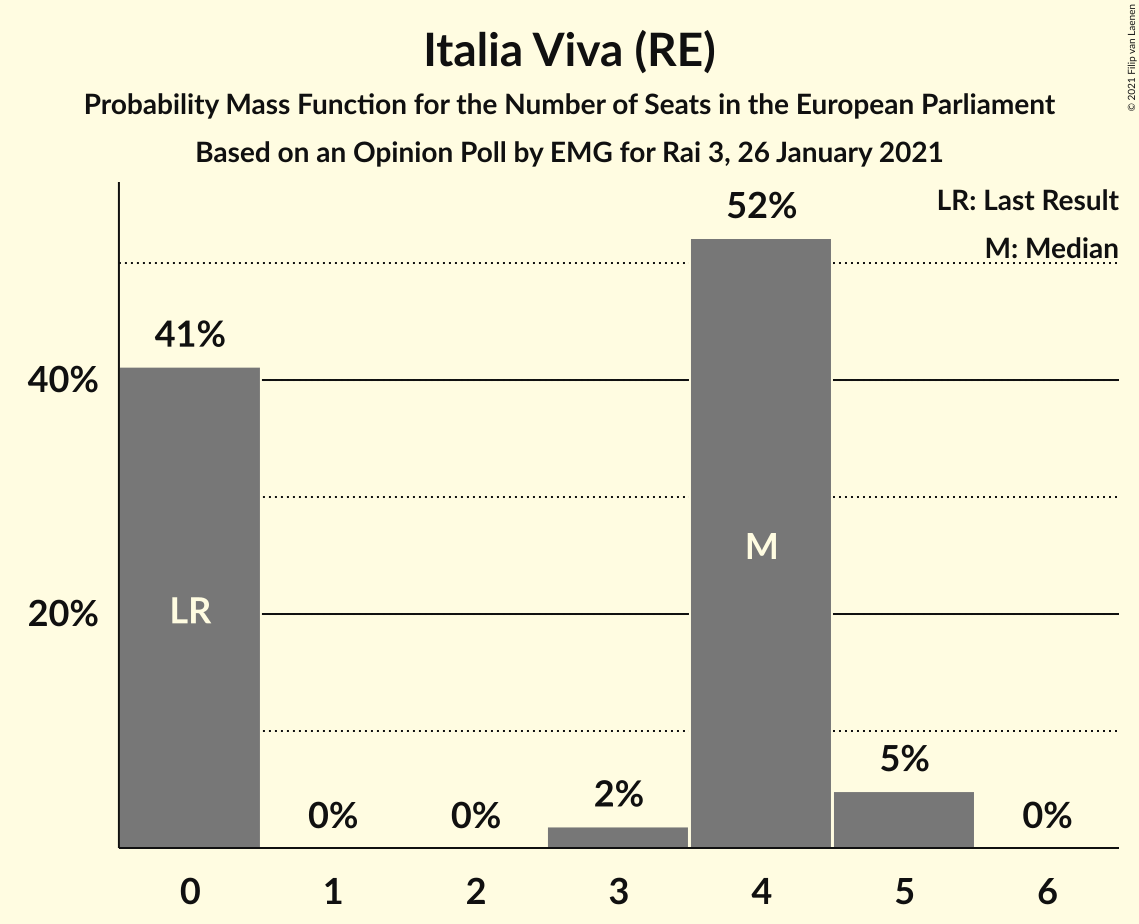 Italia Viva (RE)
Probability Mass Function for the Number of Seats in the European Parliament
Based on an Opinion Poll by EMG for Rai 3, 26 January 2021
© 2021 Filip van Laenen
LR: Last Result
M: Median
52%
41%
40%
M
LR
20%
5%
2%
0%
0%
0%
0
1
2
3
4
5
6